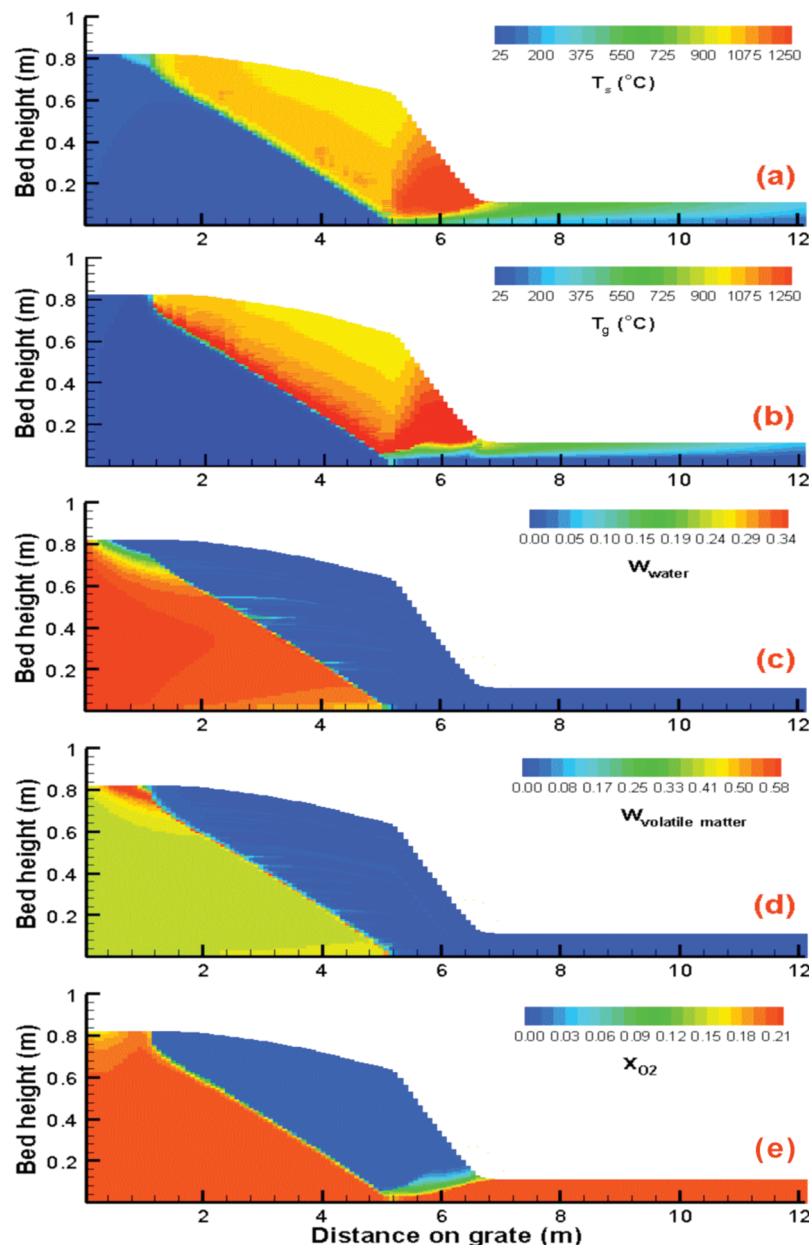 1
0.8
0.6
0.4
0.2
Bed height (m)
25 200 375 550 725 900 1075 1250
Ts (°C)
(a)
2 4 6 8 10 12
1
0.8
0.6
0.4
0.2
Bed height (m)
25 200 375 550 725 900 1075 1250
Tg (°C)
(b)
2 4 6 8 10 12
1
0.8
0.6
0.4
0.2
Bed height (m)
0.00 0.05 0.10 0.15 0.19 0.24 0.29 0.34
Wwater
(c)
2 4 6 8 10 12
1
0.8
0.6
0.4
0.2
Bed height (m)
0.00 0.08 0.17 0.25 0.33 0.41 0.50 0.58
Wvolatile matter
(d)
2 4 6 8 10 12
1
0.8
0.6
0.4
0.2
Bed height (m)
0.00 0.03 0.06 0.09 0.12 0.15 0.18 0.21
XO2
(e)
2 4 6 8 10 12
Distance on grate (m)